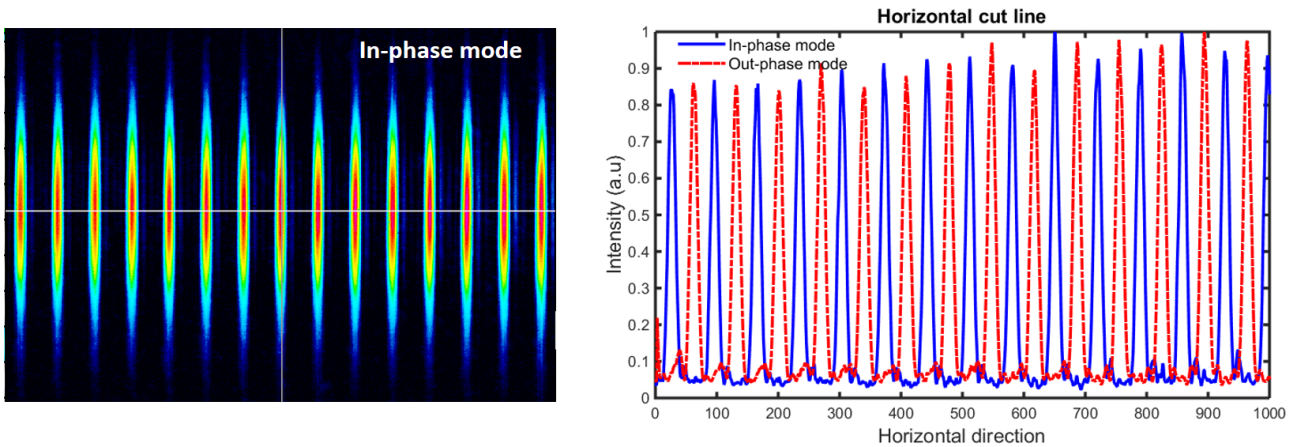 In-phase mode
Horizontal cut line
In-phase mode
Out-phase mode
Intensity (a.u)
1
0.9
0.8
0.7
0.6
0.5
0.4
0.3
0.2
0.1
0
0 100 200 300 400 500 600 700 800 900 1000
Horizontal direction